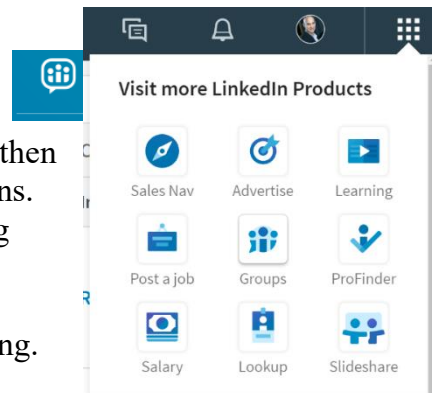 Visit more LinkedIn Products
then
Sales Nav Advertise Learning
ns.
g
Post a job Groups ProFinder
R
ng.
Salary Lookup Slideshare